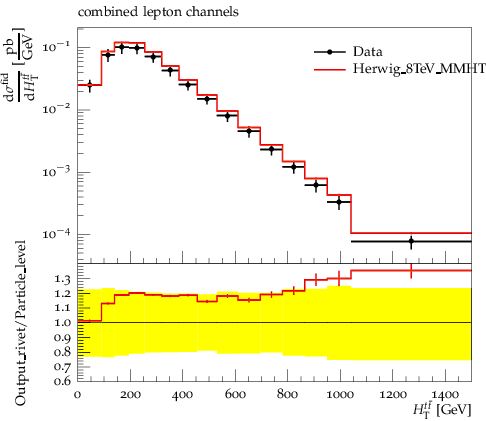 combined lepton channels
dσ^fid/dH_T^{tt̄} [pb/GeV]
10^{-1}
10^{-2}
10^{-3}
10^{-4}
Data
Herwig_8TeV_MMHT
Output_rivet/Particle_level
1.3
1.2
1.1
1.0
0.9
0.8
0.7
0.6
0 200 400 600 800 1000 1200 1400
H_T^{tt̄} [GeV]